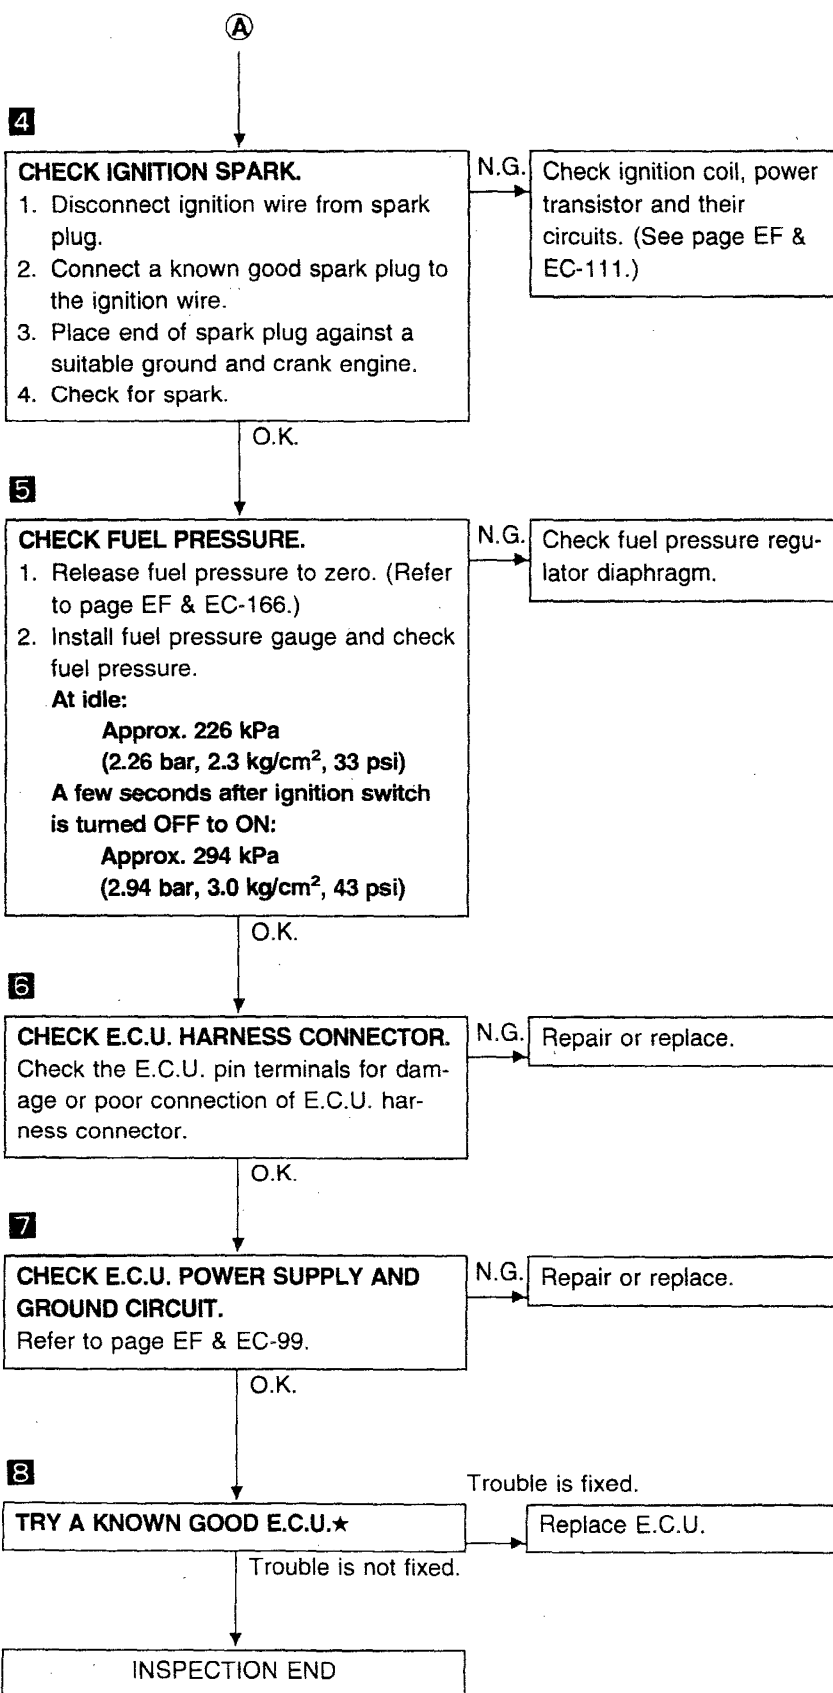 A
4
CHECK IGNITION SPARK.
1. Disconnect ignition wire from spark
plug.
2. Connect a known good spark plug to
the ignition wire.
3. Place end of spark plug against a
suitable ground and crank engine.
4. Check for spark.
N.G.
Check ignition coil, power
transistor and their
circuits. (See page EF &
EC-111.)
O.K.
5
CHECK FUEL PRESSURE.
1. Release fuel pressure to zero. (Refer
to page EF & EC-166.)
2. Install fuel pressure gauge and check
fuel pressure.
At idle:
Approx. 226 kPa
(2.26 bar, 2.3 kg/cm², 33 psi)
A few seconds after ignition switch
is turned OFF to ON:
Approx. 294 kPa
(2.94 bar, 3.0 kg/cm², 43 psi)
N.G.
Check fuel pressure regu-
lator diaphragm.
O.K.
6
CHECK E.C.U. HARNESS CONNECTOR.
Check the E.C.U. pin terminals for dam-
age or poor connection of E.C.U. har-
ness connector.
N.G.
Repair or replace.
O.K.
7
CHECK E.C.U. POWER SUPPLY AND
GROUND CIRCUIT.
Refer to page EF & EC-99.
N.G.
Repair or replace.
O.K.
8
TRY A KNOWN GOOD E.C.U.★
Trouble is fixed.
Replace E.C.U.
Trouble is not fixed.
INSPECTION END